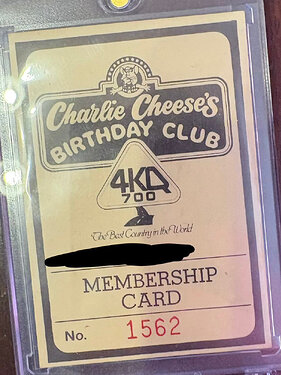 Charlie Cheese's
BIRTHDAY CLUB
4KQ
700
The Best Country in the World
MEMBERSHIP
CARD
No. 1562